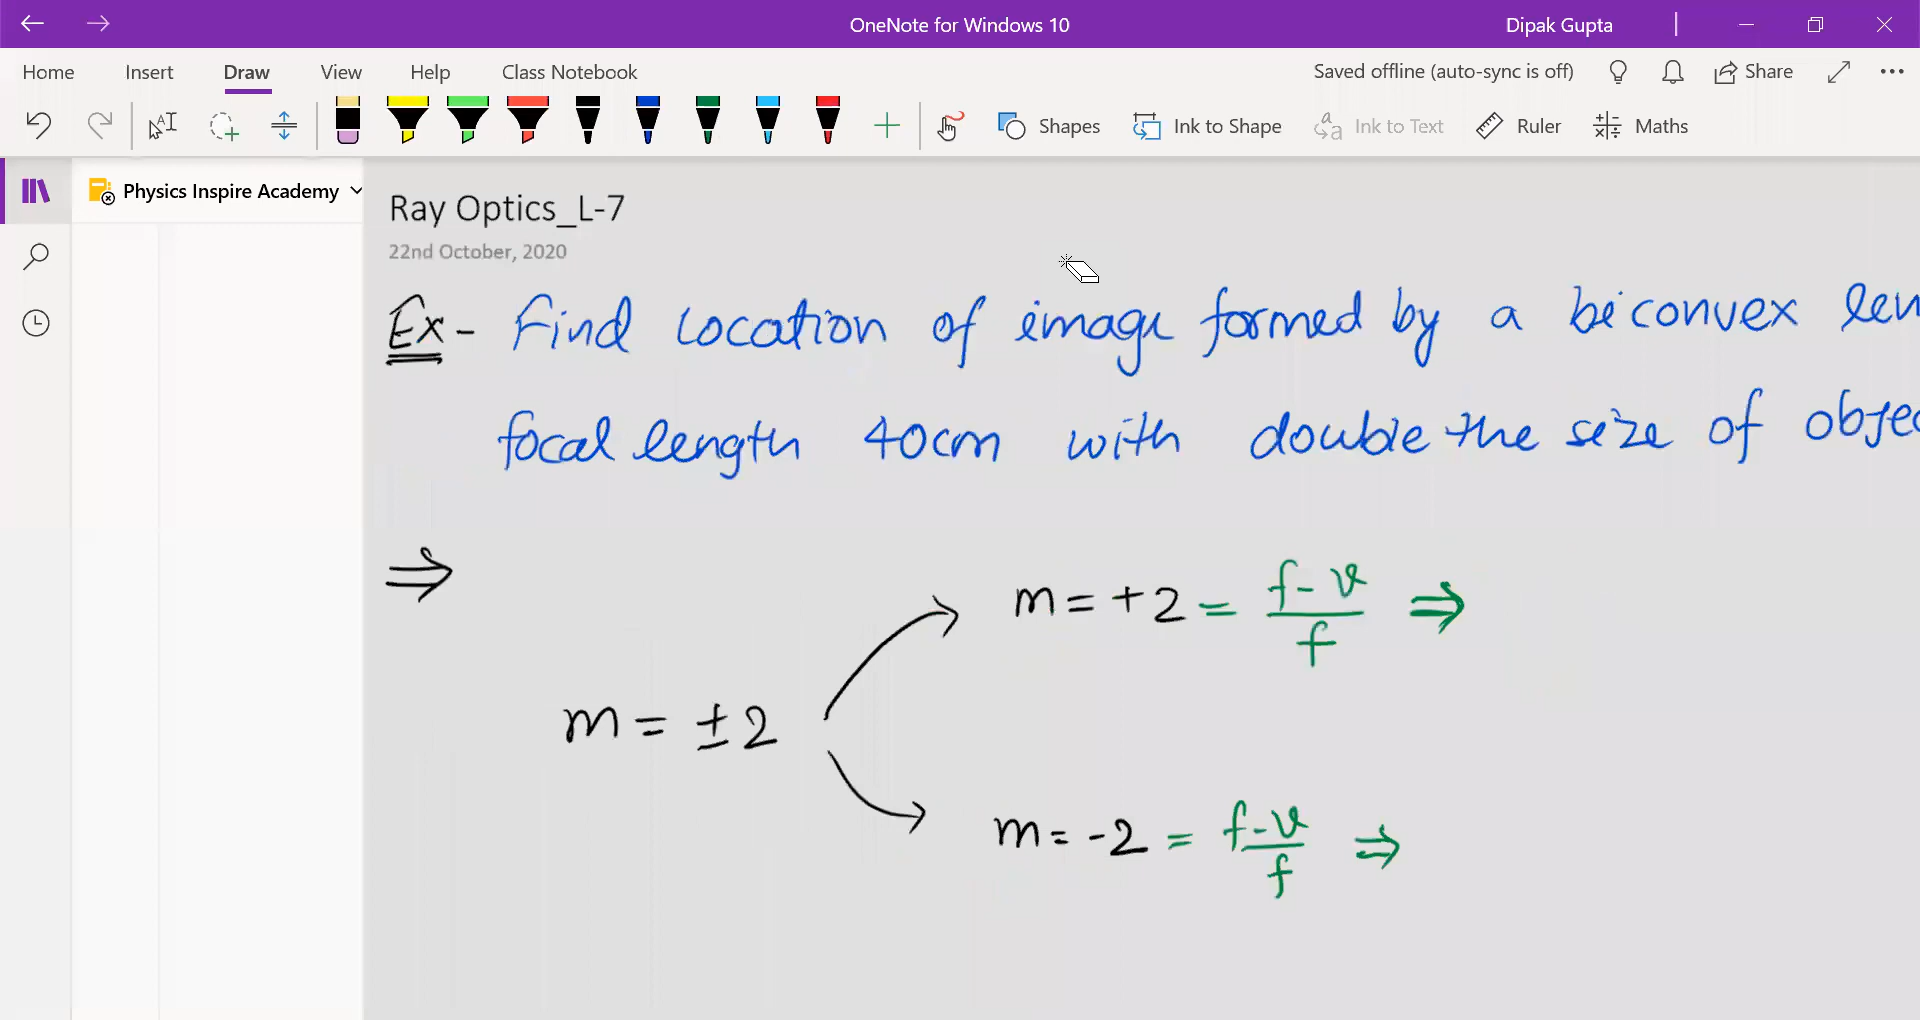 OneNote for Windows 10
Dipak Gupta
Home Insert Draw View Help Class Notebook
Saved offline (auto-sync is off) Share
Shapes Ink to Shape Ink to Text Ruler Maths
Physics Inspire Academy
Ray Optics_L-7
22nd October, 2020
Ex- Find Location of image formed by a biconvex len
focal length 40cm with double the size of objec
⇒
m = +2 = f-v/f ⇒
m = ±2
m = -2 = f-v/f ⇒